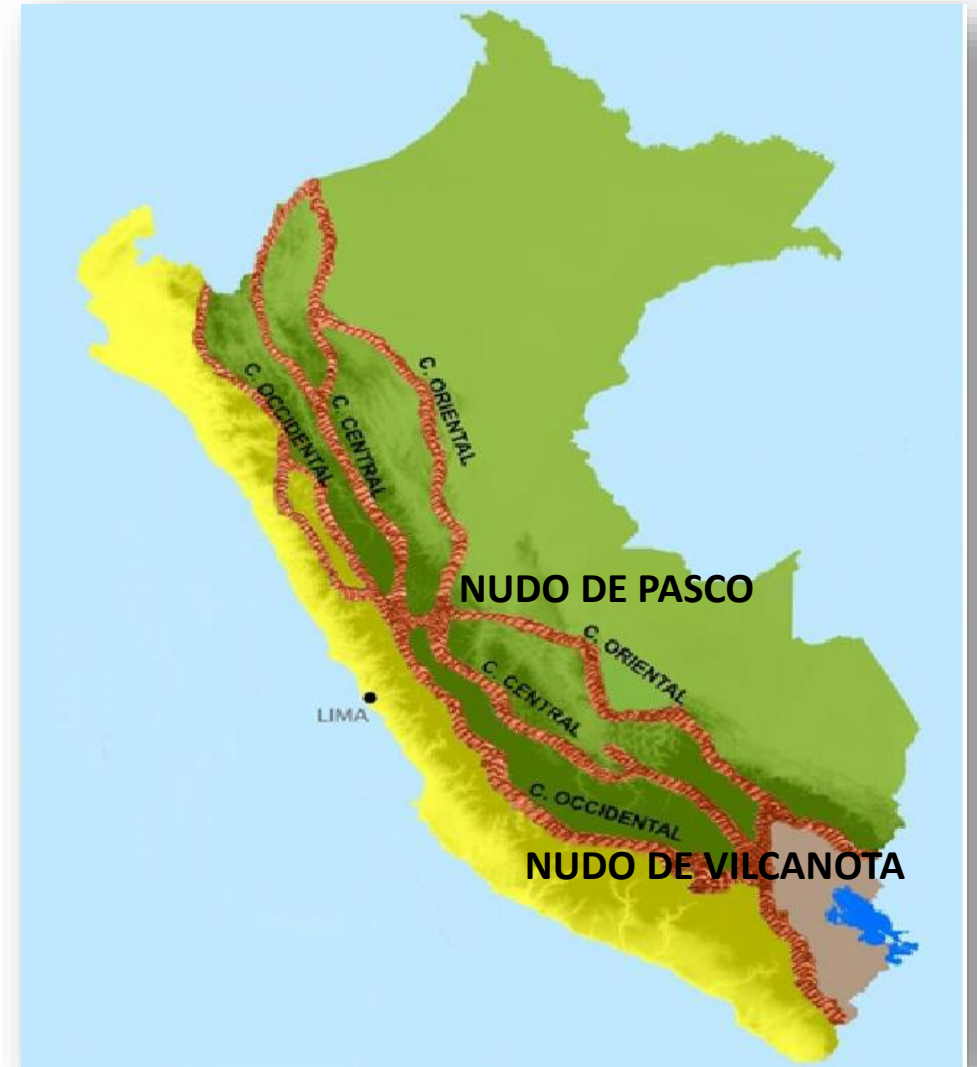 C. ORIENTAL
C. OCCIDENTAL
C. CENTRAL
NUDO DE PASCO
C. ORIENTAL
C. CENTRAL
LIMA
C. OCCIDENTAL
NUDO DE VILCANOTA